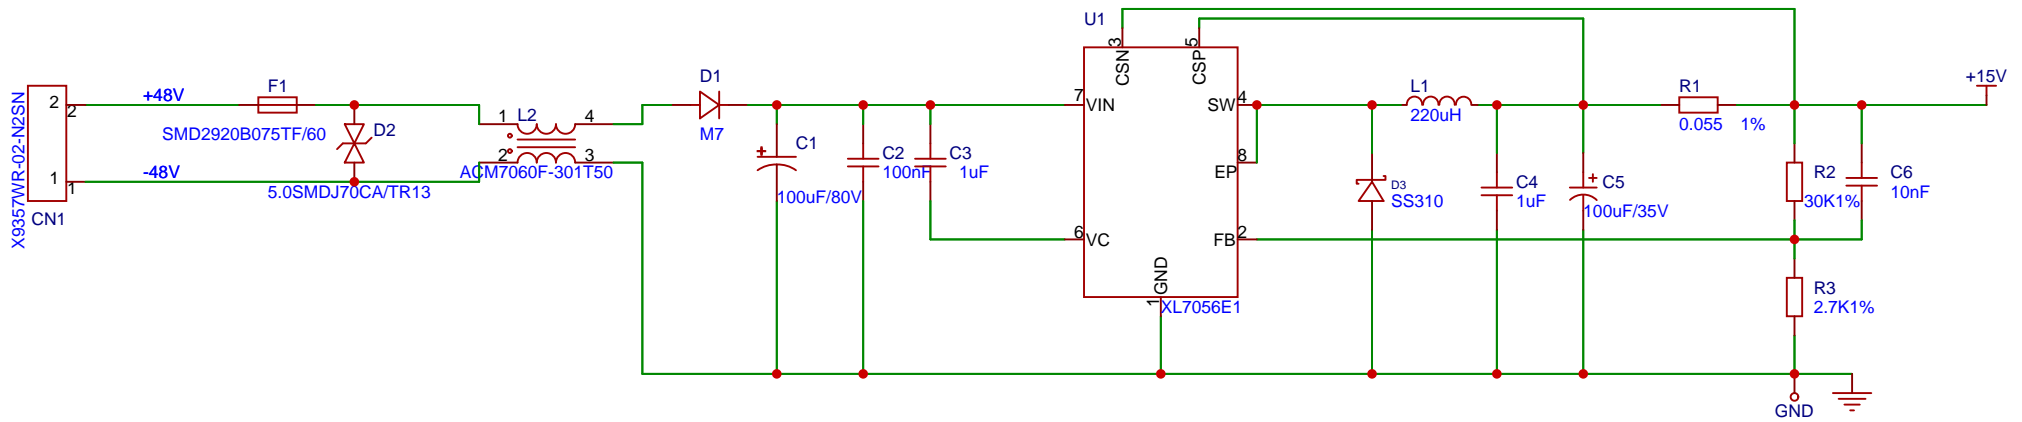 X9357WR-02-N2SN
2
2
1
1
CN1
+48V
-48V
F1
SMD2920B075TF/60
D2
5.0SMDJ70CA/TR13
L2
1
4
2
3
ACM7060F-301T50
D1
M7
C1
100uF/80V
C2
100nF
C3
1uF
U1
3
CSN
5
CSP
7
VIN
SW
4
8
EP
6
VC
FB
2
GND
1
XL7056E1
D3
SS310
L1
220uH
C4
1uF
C5
100uF/35V
R1
0.055 1%
R2
30K1%
C6
10nF
R3
2.7K1%
+15V
GND